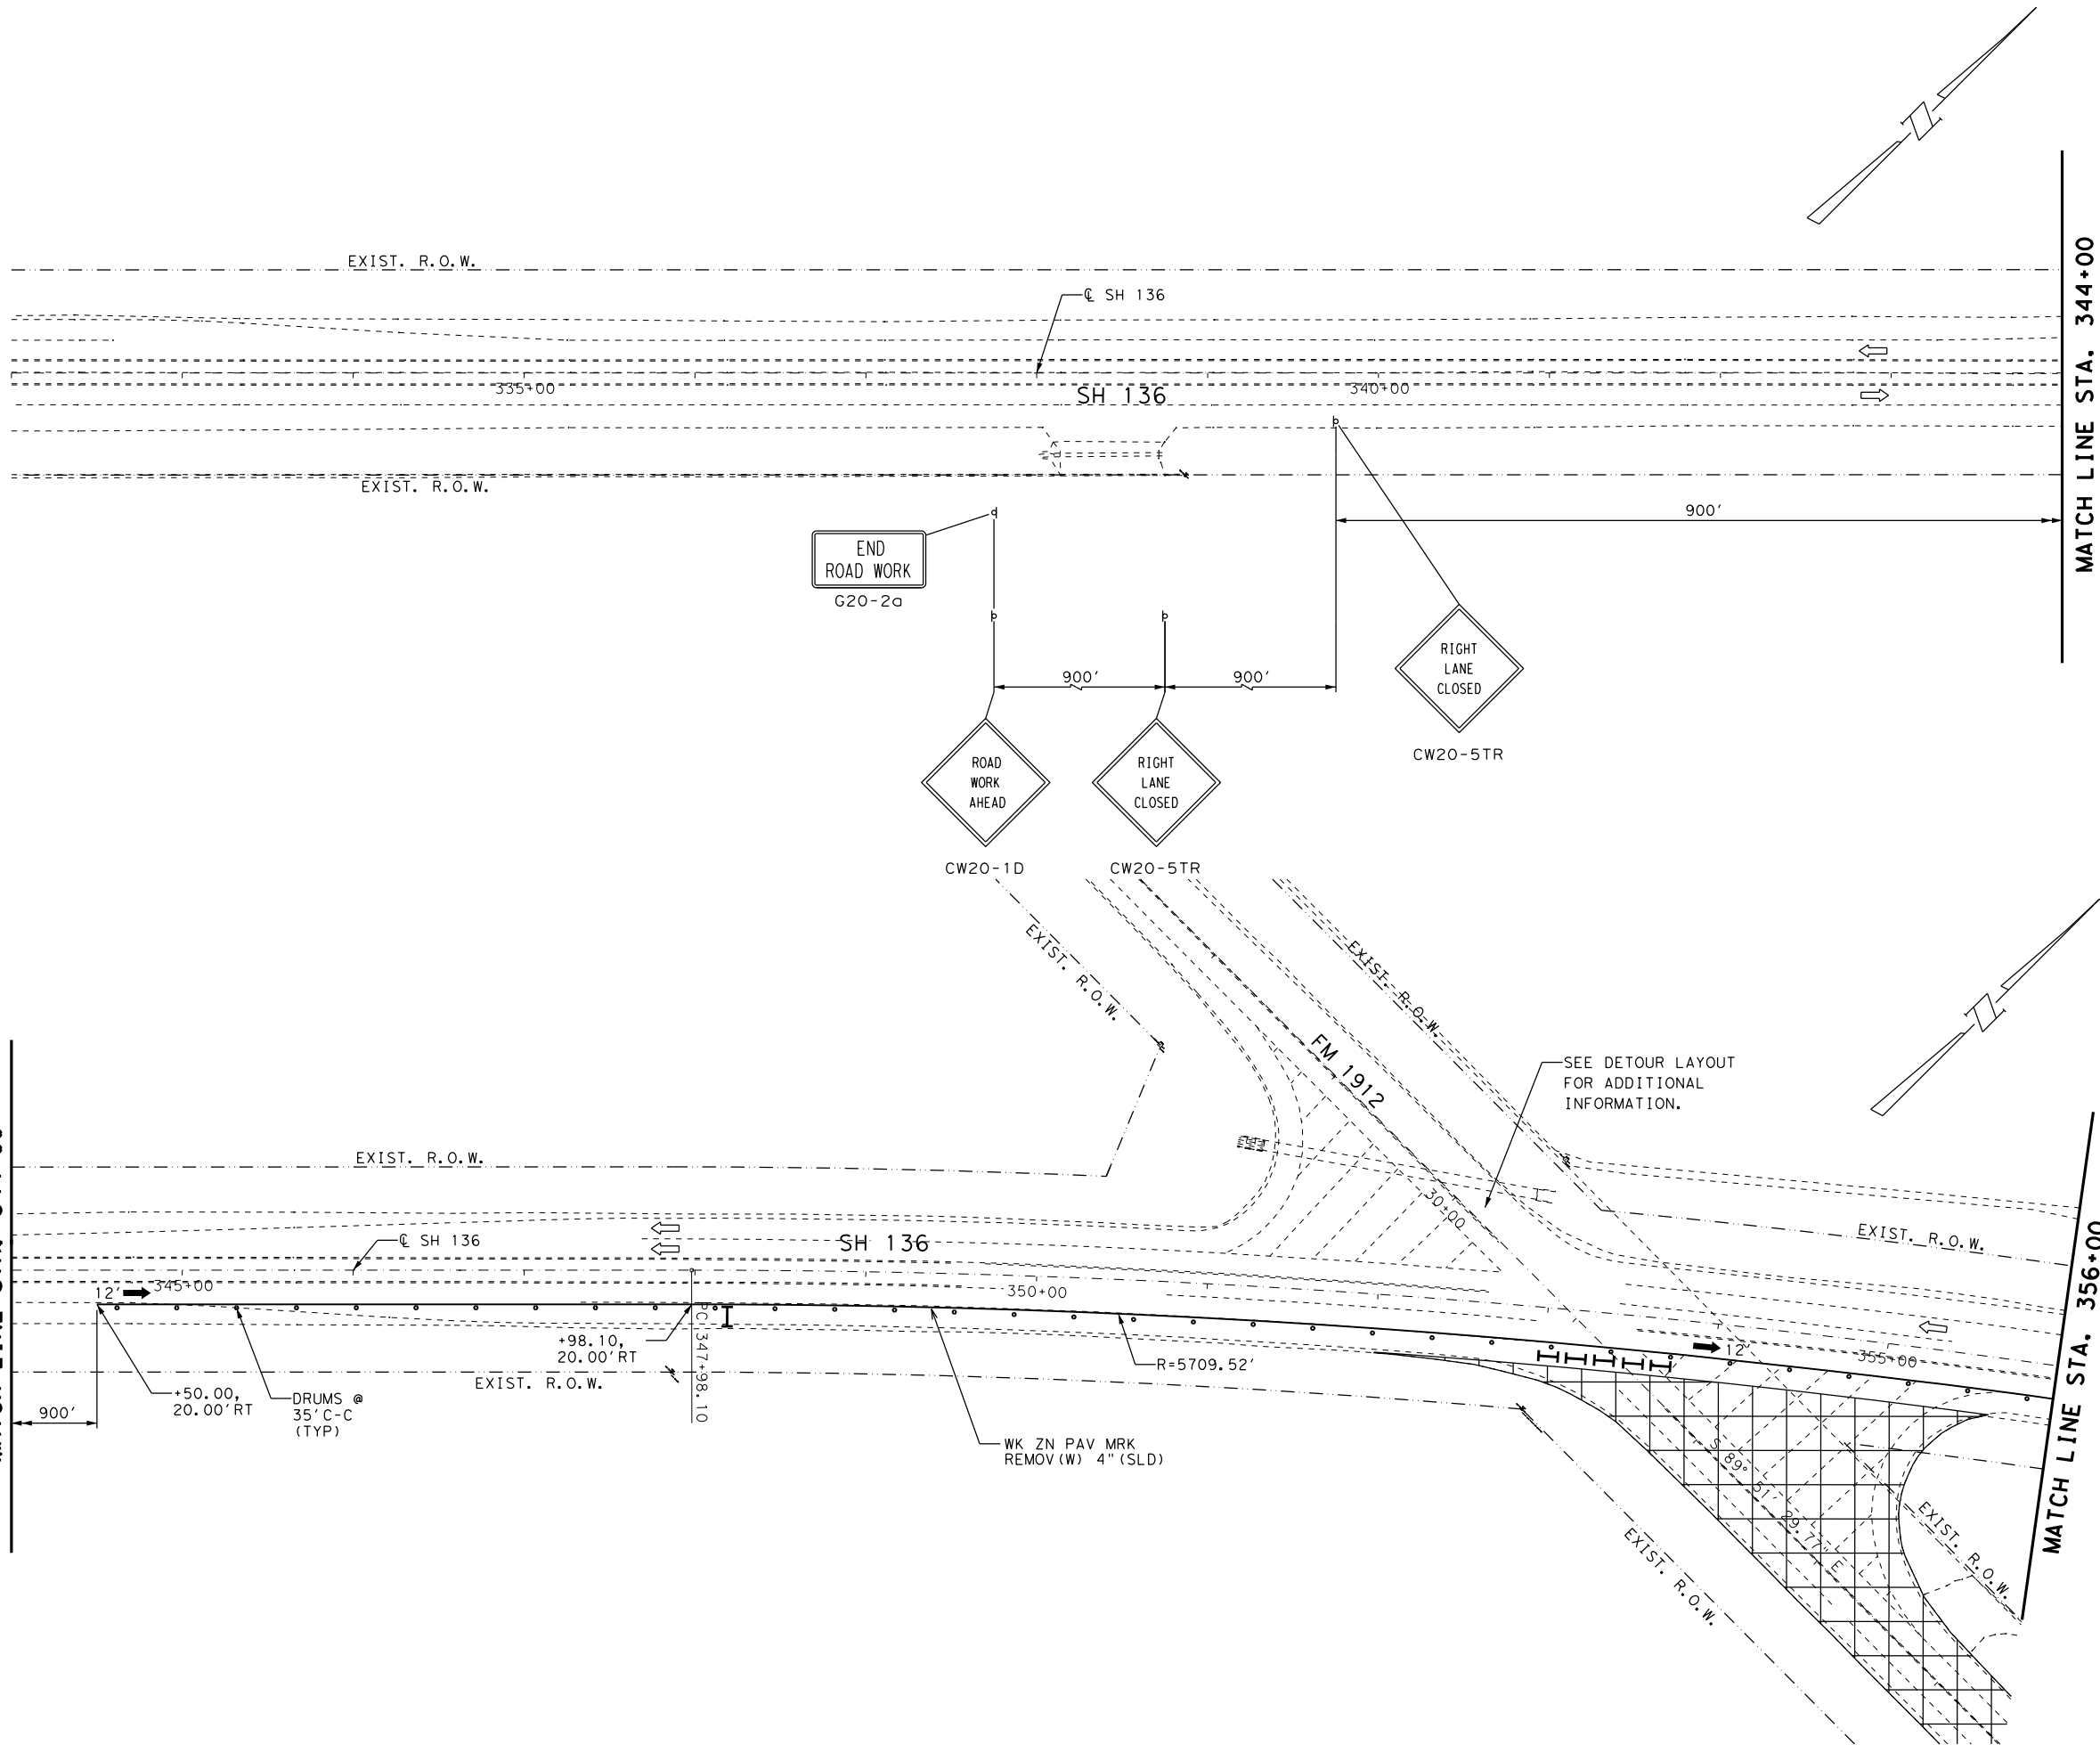 EXIST. R.O.W.
℄ SH 136
MATCH LINE STA. 344+00
335+00
SH 136
340+00
EXIST. R.O.W.
900'
END
ROAD WORK
G20-2a
RIGHT
LANE
CLOSED
CW20-5TR
900'
900'
ROAD
WORK
AHEAD
CW20-1D
RIGHT
LANE
CLOSED
CW20-5TR
EXIST. R.O.W.
EXIST. R.O.W.
FM 1912
SEE DETOUR LAYOUT
FOR ADDITIONAL
INFORMATION.
EXIST. R.O.W.
30+00
EXIST. R.O.W.
℄ SH 136
SH 136
MATCH LINE STA. 356+00
12'
345+00
350+00
355+00
12'
+98.10,
20.00'RT
PC 347+98.10
R=5709.52'
EXIST. R.O.W.
+50.00,
20.00'RT
DRUMS @
35'C-C
(TYP)
900'
WK ZN PAV MRK
REMOV(W) 4"(SLD)
S 89° 51' 29.77" E
EXIST. R.O.W.
EXIST. R.O.W.